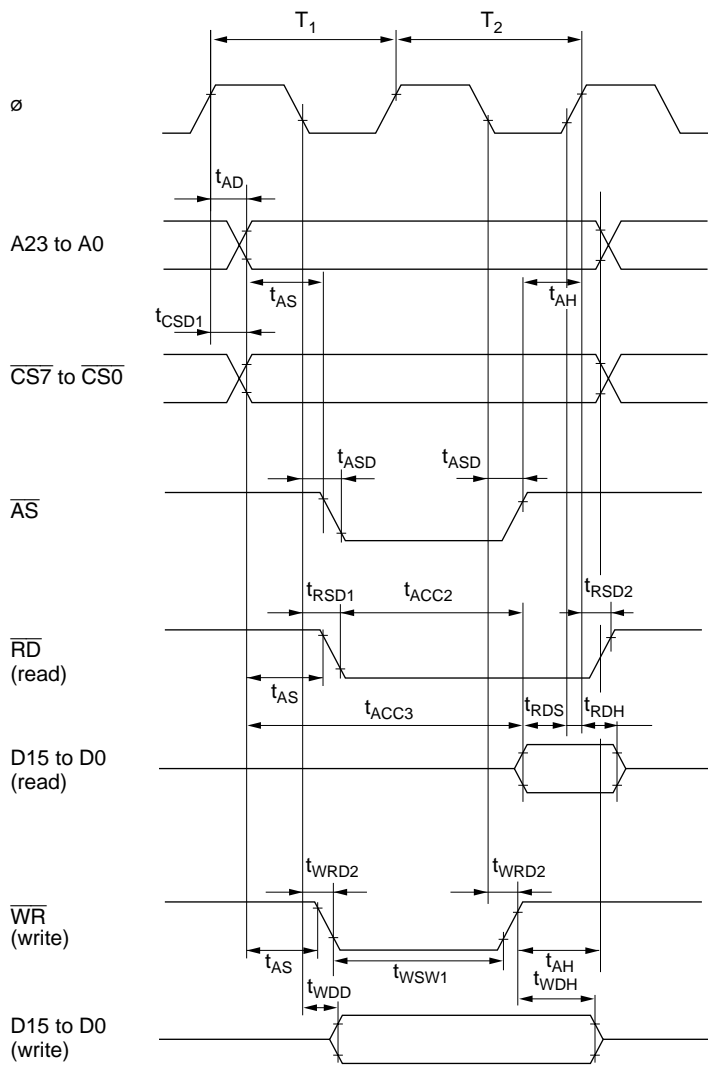 T1 T2
ø
tAD
A23 to A0
tAS tAH
tCSD1
CS7 to CS0
tASD tASD
AS
tRSD1 tACC2 tRSD2
RD
(read)
tAS
tACC3 tRDS tRDH
D15 to D0
(read)
tWRD2 tWRD2
WR
(write)
tAS tWSW1 tAH
tWDD tWDH
D15 to D0
(write)